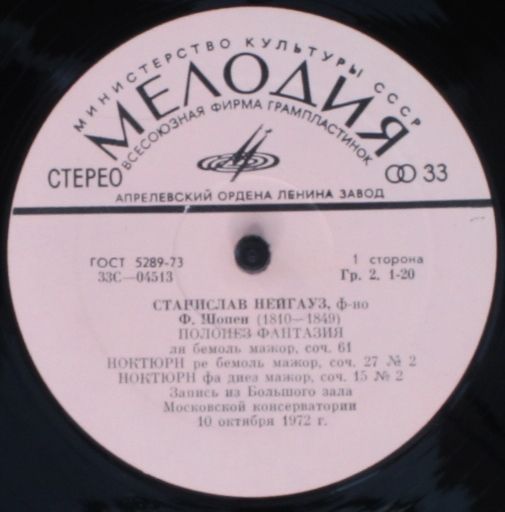 МИНИСТЕРСТВО КУЛЬТУРЫ СССР
МЕЛОДИЯ
ВСЕСОЮЗНАЯ ФИРМА ГРАМПЛАСТИНОК
СТЕРЕО 33
АПРЕЛЕВСКИЙ ОРДЕНА ЛЕНИНА ЗАВОД
ГОСТ 5289-73 1 сторона
33С—04513 Гр. 2. 1-20
СТАНИСЛАВ НЕЙГАУЗ, ф-но
Ф. Шопен (1810—1849)
ПОЛОНЕЗ ФАНТАЗИЯ
ля бемоль мажор, соч. 61
НОКТЮРН ре бемоль мажор, соч. 27 № 2
НОКТЮРН фа диез мажор, соч. 15 № 2
Запись из Большого зала
Московской консерватории
10 октября 1972 г.